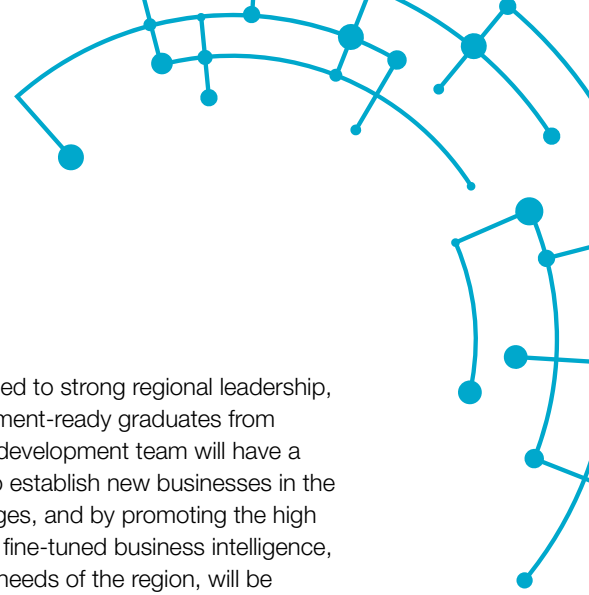 ed to strong regional leadership,
ment-ready graduates from
development team will have a
o establish new businesses in the
ges, and by promoting the high
fine-tuned business intelligence,
needs of the region, will be